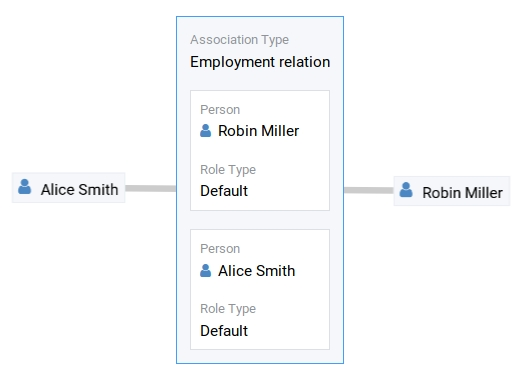 Association Type
Employment relation
Person
Robin Miller
Role Type
Default
Alice Smith
Robin Miller
Person
Alice Smith
Role Type
Default